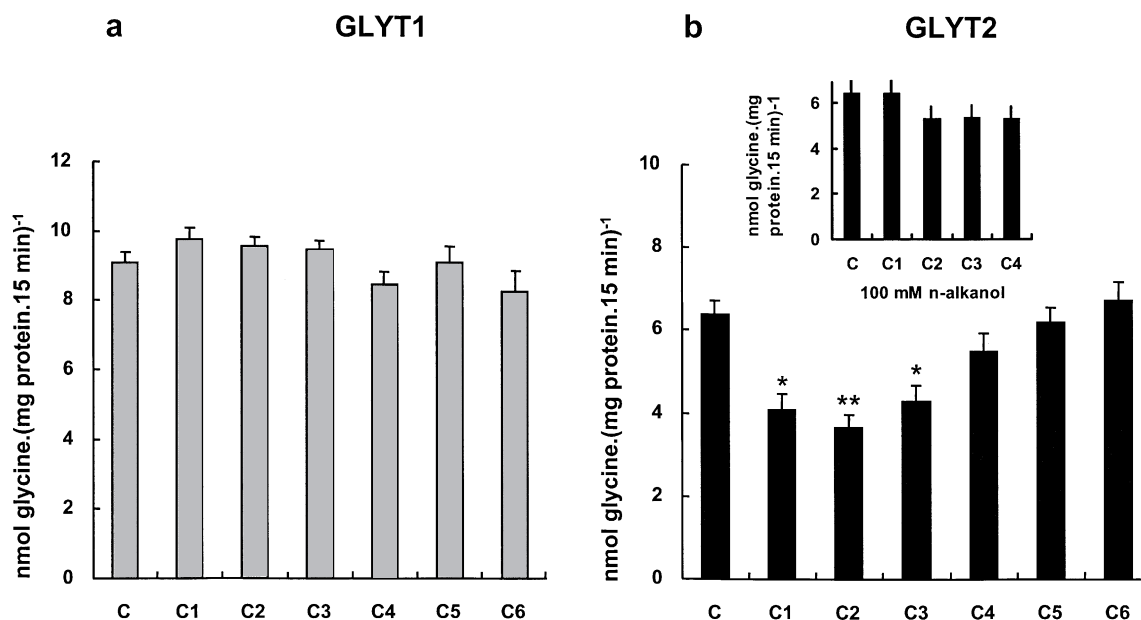 a GLYT1
12
10
8
6
4
2
0
nmol glycine.(mg protein.15 min)-1
C C1 C2 C3 C4 C5 C6
b GLYT2
nmol glycine.(mg
protein.15 min)-1
6
4
2
0
C C1 C2 C3 C4
100 mM n-alkanol
10
8
6
4
2
0
nmol glycine.(mg protein.15 min)-1
*
**
*
C C1 C2 C3 C4 C5 C6